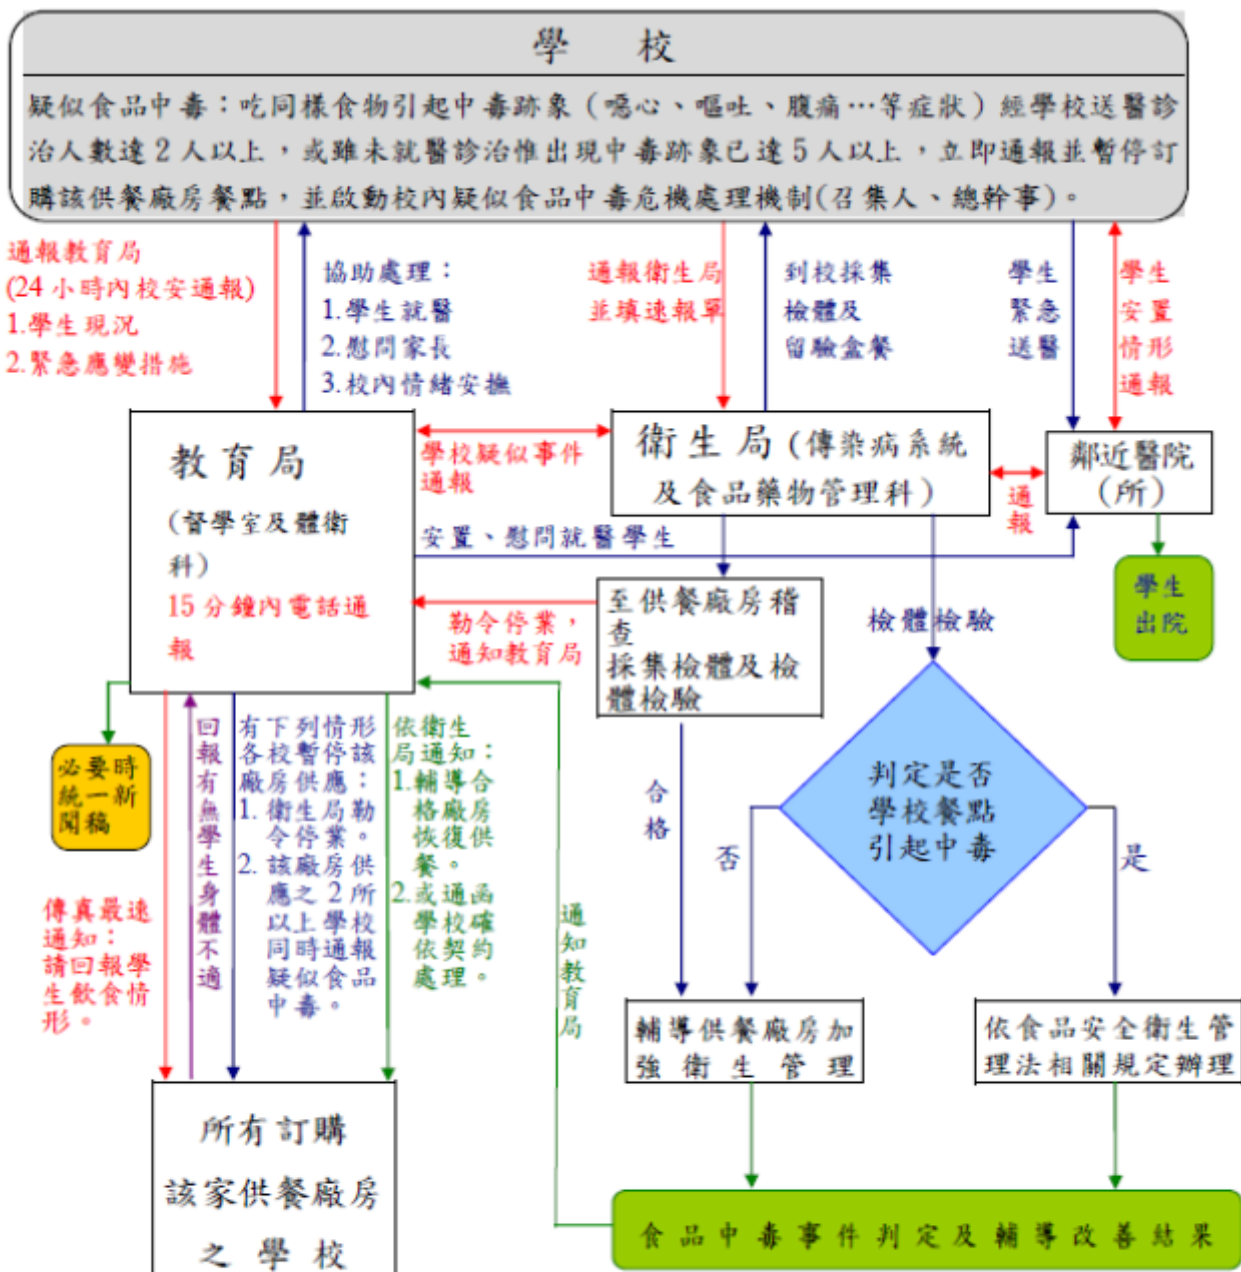 學 校
疑似食品中毒：吃同樣食物引起中毒跡象（噁心、嘔吐、腹痛…等症狀）經學校送醫診
治人數達2人以上，或雖未就醫診治惟出現中毒跡象已達5人以上，立即通報並暫停訂
購該供餐廠房餐點，並啟動校內疑似食品中毒危機處理機制(召集人、總幹事)。
通報教育局
(24小時內校安通報)
1.學生現況
2.緊急應變措施
協助處理：
1.學生就醫
2.慰問家長
3.校內情緒安撫
通報衛生局
並填速報單
到校採集
檢體及
留驗盒餐
學生
緊急
送醫
學生
安置
情形
通報
教育局
(督學室及體衛
科)
15分鐘內電話通
報
學校疑似事件
通報
衛生局(傳染病系統
及食品藥物管理科)
通報
鄰近醫院
(所)
安置、慰問就醫學生
學生
出院
勒令停業，
通知教育局
至供餐廠房稽
查
採集檢體及檢
體檢驗
檢體檢驗
必要時
統一新
聞稿
傳真最速
通知：
請回報學
生飲食情
形。
回報有無學生身體不適
有下列情形
各校暫停該
廠房供應：
1. 衛生局勒
令停業。
2. 該廠房供
應之2所
以上學校
同時通報
疑似食品
中毒。
依衛生
局通知：
1.輔導合
格廠房
恢復供
餐。
2.或通函
學校確
依契約
處理。
通知教育局
合格
否
判定是否
學校餐點
引起中毒
是
輔導供餐廠房加
強衛生管理
依食品安全衛生管
理法相關規定辦理
所有訂購
該家供餐廠房
之學校
食品中毒事件判定及輔導改善結果